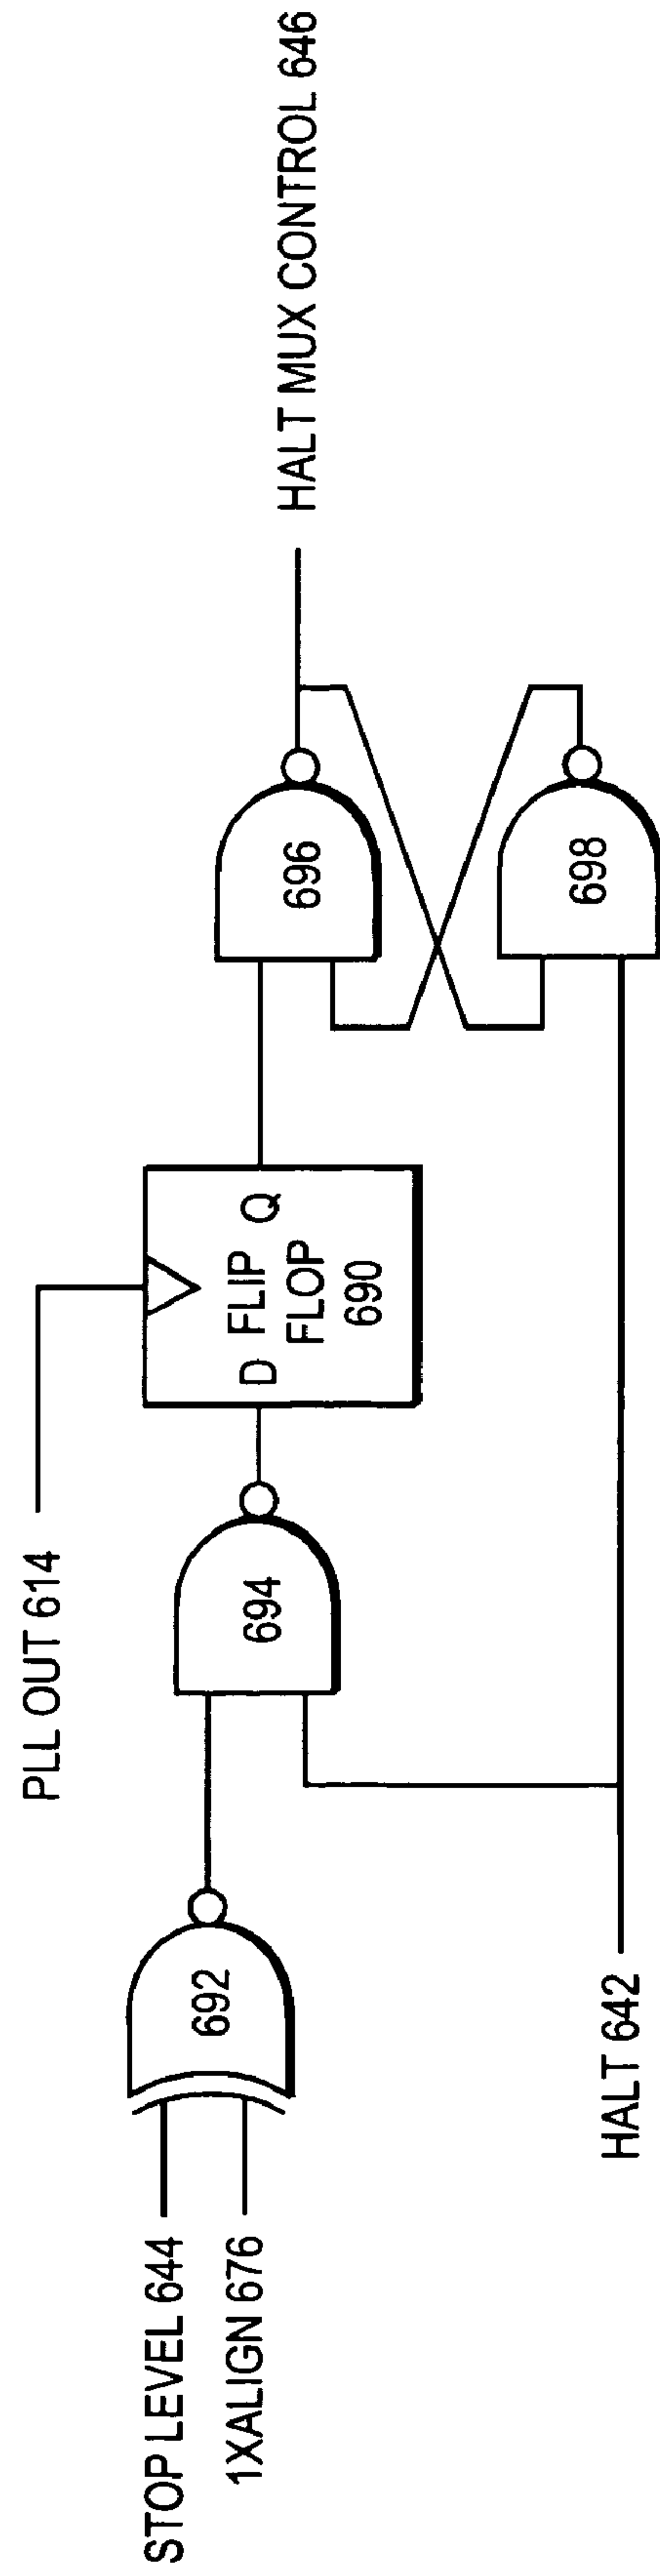 PLL OUT 614
STOP LEVEL 644
1XALIGN 676
692
694
D FLIP Q
FLOP
690
696
HALT MUX CONTROL 646
698
HALT 642